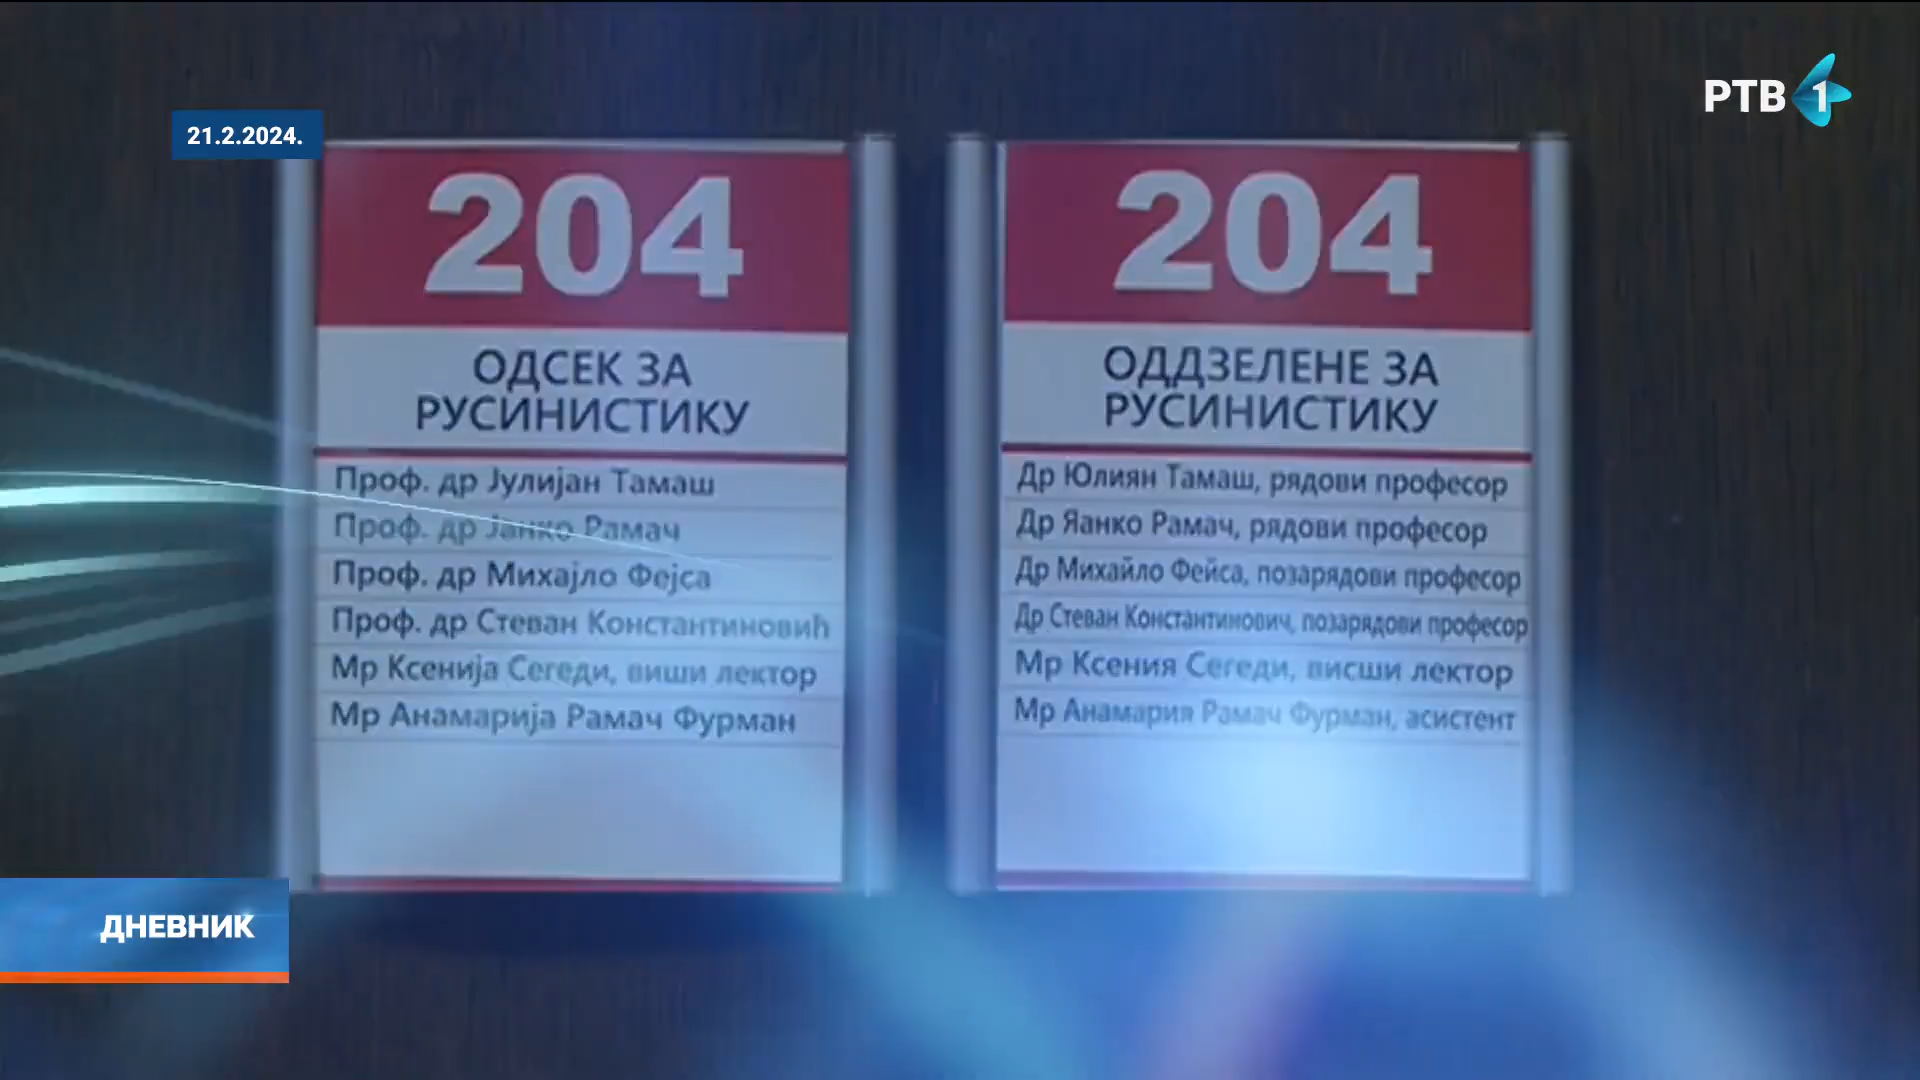 21.2.2024.
РТВ 1
204
ОДСЕК ЗА
РУСИНИСТИКУ
Проф. др Јулијан Тамаш
Проф. др Јанко Рамач
Проф. др Михајло Фејса
Проф. др Стеван Константиновић
Мр Ксенија Сегеди, виши лектор
Мр Анамарија Рамач Фурман
204
ОДДЗЕЛЕНЕ ЗА
РУСИНИСТИКУ
Др Юлиян Тамаш, рядови професор
Др Яанко Рамач, рядови професор
Др Михайло Фейса, позарядови професор
Др Стеван Константинович, позарядови професор
Мр Ксения Сегеди, висши лектор
Мр Анамария Рамач Фурман, асистент
ДНЕВНИК